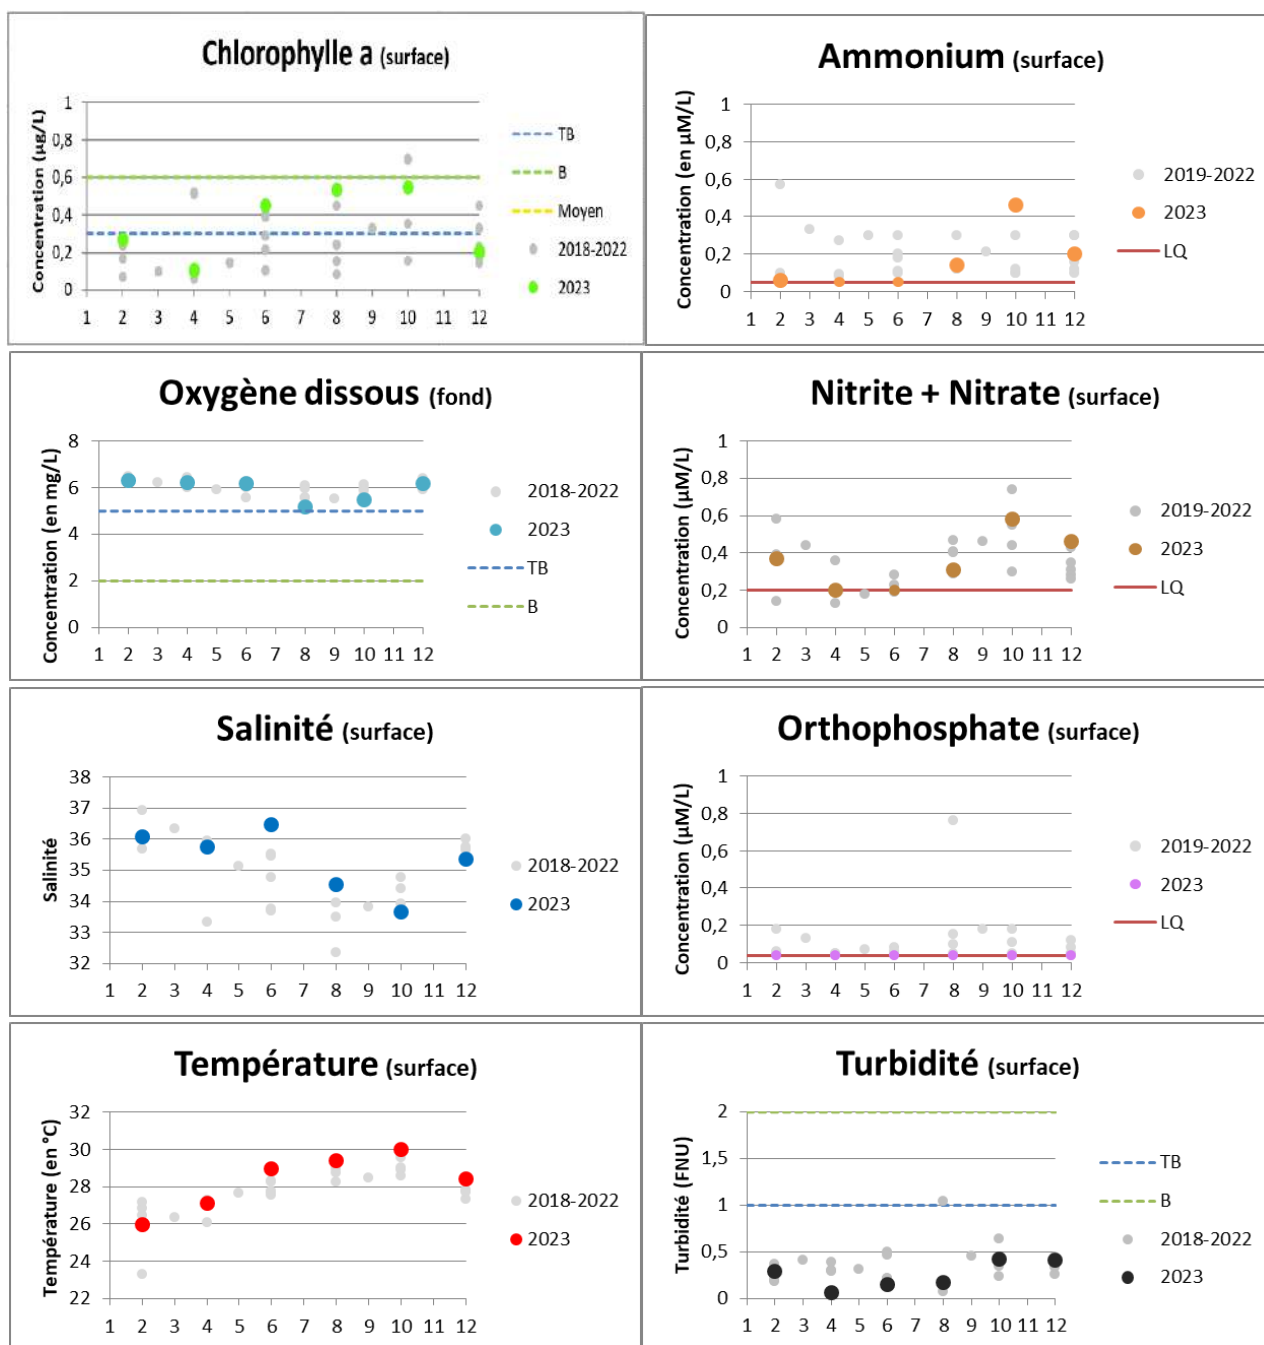 Chlorophylle a (surface)
Concentration (µg/L)
1
0,8
0,6
0,4
0,2
0
1 2 3 4 5 6 7 8 9 10 11 12
TB
B
Moyen
2018-2022
2023
Ammonium (surface)
Concentration (en µM/L)
1
0,8
0,6
0,4
0,2
0
1 2 3 4 5 6 7 8 9 10 11 12
2019-2022
2023
LQ
Oxygène dissous (fond)
Concentration (en mg/L)
8
6
4
2
0
1 2 3 4 5 6 7 8 9 10 11 12
2018-2022
2023
TB
B
Nitrite + Nitrate (surface)
Concentration (µM/L)
1
0,8
0,6
0,4
0,2
0
1 2 3 4 5 6 7 8 9 10 11 12
2019-2022
2023
LQ
Salinité (surface)
Salinité
38
37
36
35
34
33
32
1 2 3 4 5 6 7 8 9 10 11 12
2018-2022
2023
Orthophosphate (surface)
Concentration (µM/L)
1
0,8
0,6
0,4
0,2
0
1 2 3 4 5 6 7 8 9 10 11 12
2019-2022
2023
LQ
Température (surface)
Température (en °C)
32
30
28
26
24
22
1 2 3 4 5 6 7 8 9 10 11 12
2018-2022
2023
Turbidité (surface)
Turbidité (FNU)
2
1,5
1
0,5
0
1 2 3 4 5 6 7 8 9 10 11 12
TB
B
2018-2022
2023